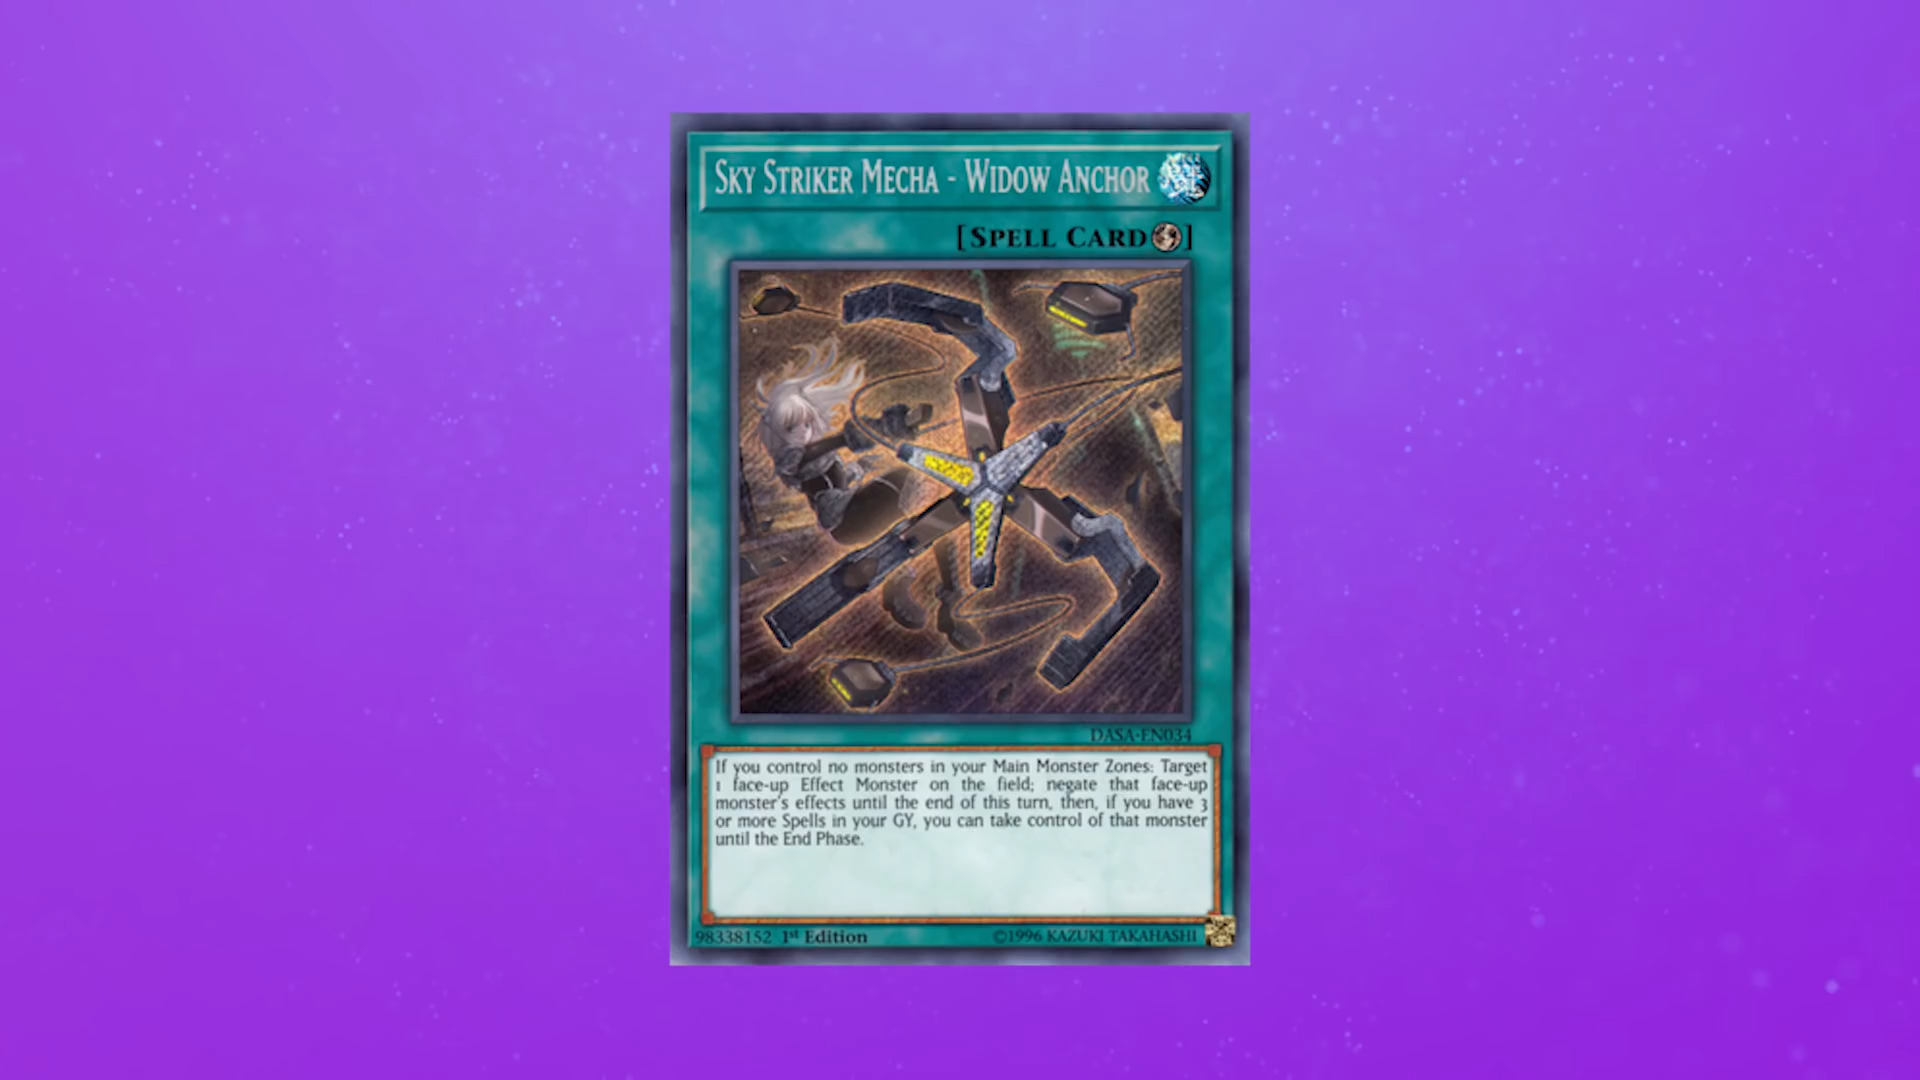 SKY STRIKER MECHA - WIDOW ANCHOR
[SPELL CARD]
DASA-EN034
If you control no monsters in your Main Monster Zones: Target
1 face-up Effect Monster on the field; negate that face-up
monster's effects until the end of this turn, then, if you have 3
or more Spells in your GY, you can take control of that monster
until the End Phase.
98338152 1st Edition ©1996 KAZUKI TAKAHASHI